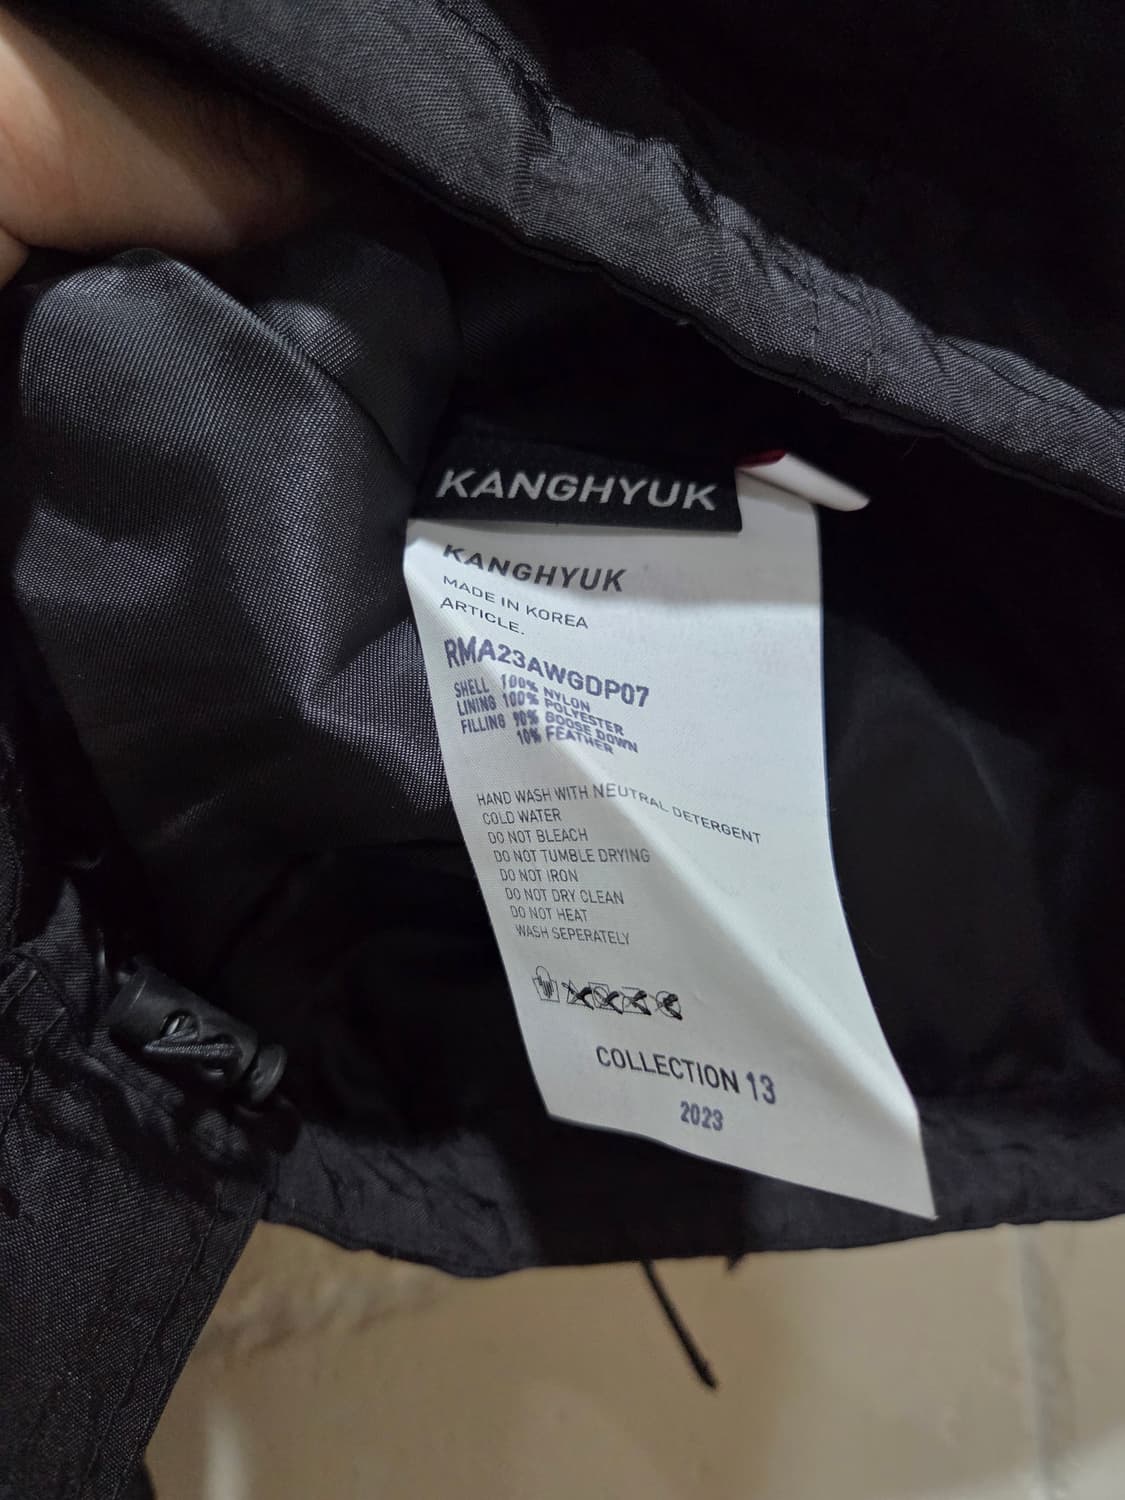 KANGHYUK
KANGHYUK
MADE IN KOREA
ARTICLE.
RMA23AWGDP07
SHELL 100% NYLON
LINING 100% POLYESTER
FILLING 90% GOOSE DOWN
10% FEATHER
HAND WASH WITH NEUTRAL DETERGENT
COLD WATER
DO NOT BLEACH
DO NOT TUMBLE DRYING
DO NOT IRON
DO NOT DRY CLEAN
DO NOT HEAT
WASH SEPERATELY
COLLECTION 13
2023